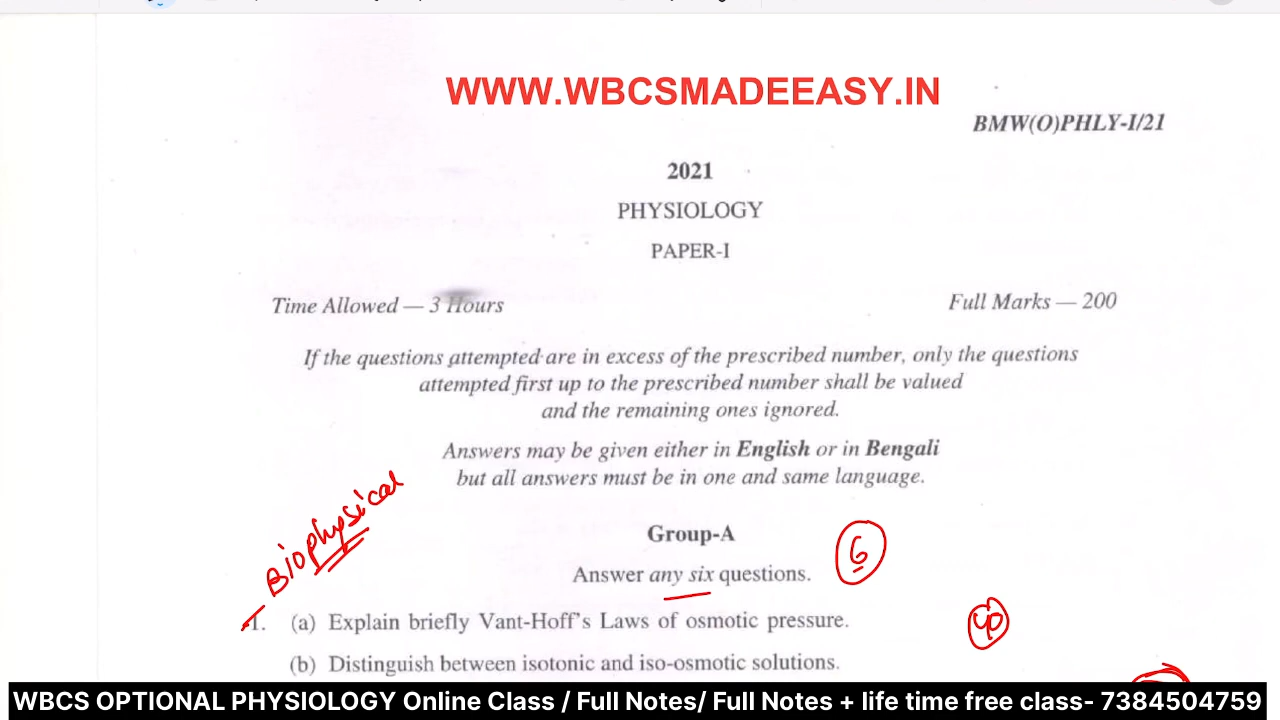 WWW.WBCSMADEEASY.IN
BMW(O)PHLY-I/21
2021
PHYSIOLOGY
PAPER-I
Time Allowed — 3 Hours
Full Marks — 200
If the questions attempted are in excess of the prescribed number, only the questions
attempted first up to the prescribed number shall be valued
and the remaining ones ignored.
Answers may be given either in English or in Bengali
but all answers must be in one and same language.
Biophysical
Group-A
6
Answer any six questions.
1. (a) Explain briefly Vant-Hoff's Laws of osmotic pressure.
40
(b) Distinguish between isotonic and iso-osmotic solutions.
WBCS OPTIONAL PHYSIOLOGY Online Class / Full Notes/ Full Notes + life time free class- 7384504759